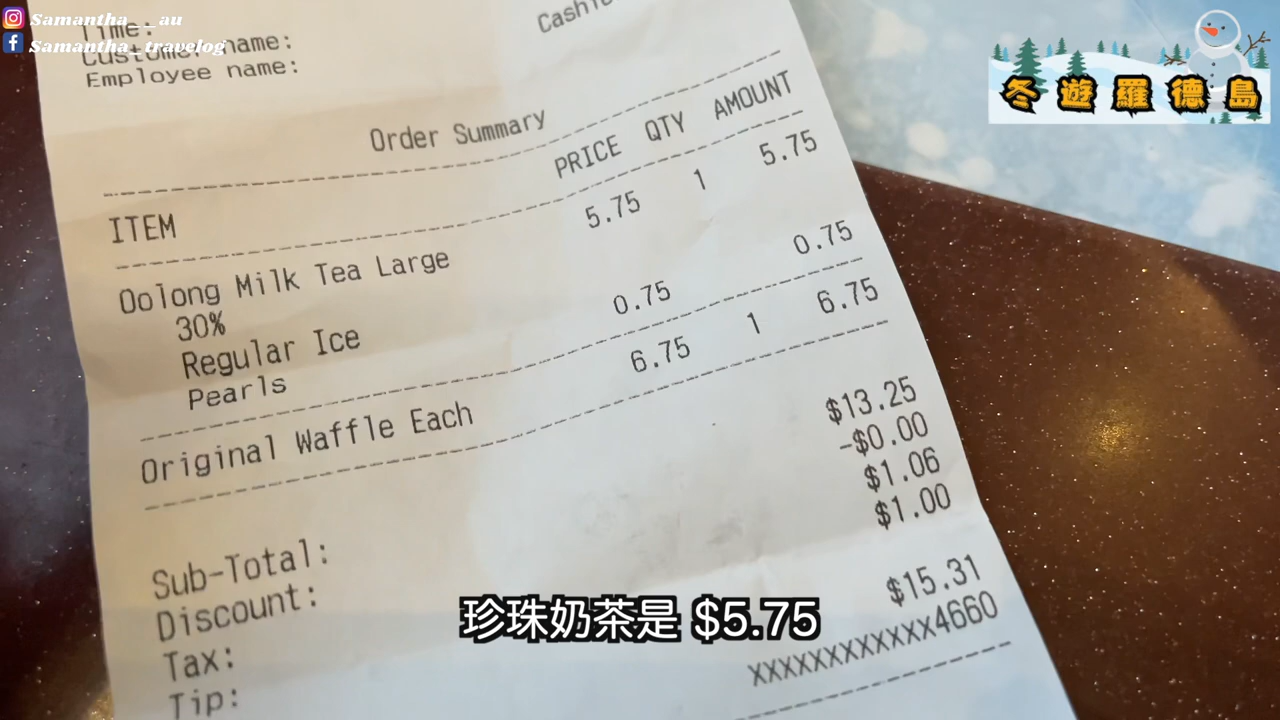 Samantha__au
Samantha_travelog
冬遊羅德島
Time:
Customer name:
Employee name:
Order Summary
ITEM PRICE QTY AMOUNT
Oolong Milk Tea Large 5.75 1 5.75
30%
Regular Ice
Pearls 0.75 0.75
Original Waffle Each 6.75 1 6.75
Sub-Total: $13.25
Discount: -$0.00
Tax: $1.06
Tip: $1.00
$15.31
XXXXXXXXXXXX4660
珍珠奶茶是 $5.75